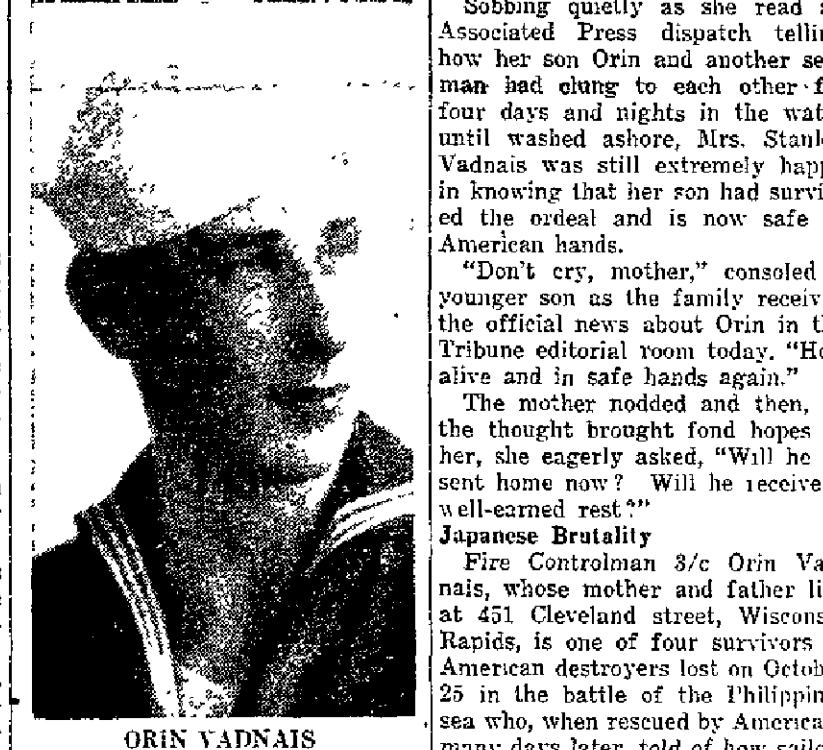 ORIN VADNAIS
Sobbing quietly as she read
Associated Press dispatch tellin
how her son Orin and another se
man had clung to each other f
four days and nights in the wat
until washed ashore, Mrs. Stanl
Vadnais was still extremely hap
in knowing that her son had survi
ed the ordeal and is now safe
American hands.
“Don't cry, mother,” consoled
younger son as the family receiv
the official news about Orin in t
Tribune editorial room today. “He
alive and in safe hands again.”
The mother nodded and then,
the thought brought fond hopes
her, she eagerly asked, “Will he
sent home now? Will he receive
well-earned rest?”
Japanese Brutality
Fire Controlman 3/c Orin Va
nais, whose mother and father li
at 451 Cleveland street, Wiscons
Rapids, is one of four survivors
American destroyers lost on Octob
25 in the battle of the Philippin
sea who, when rescued by America
many days later, told of how